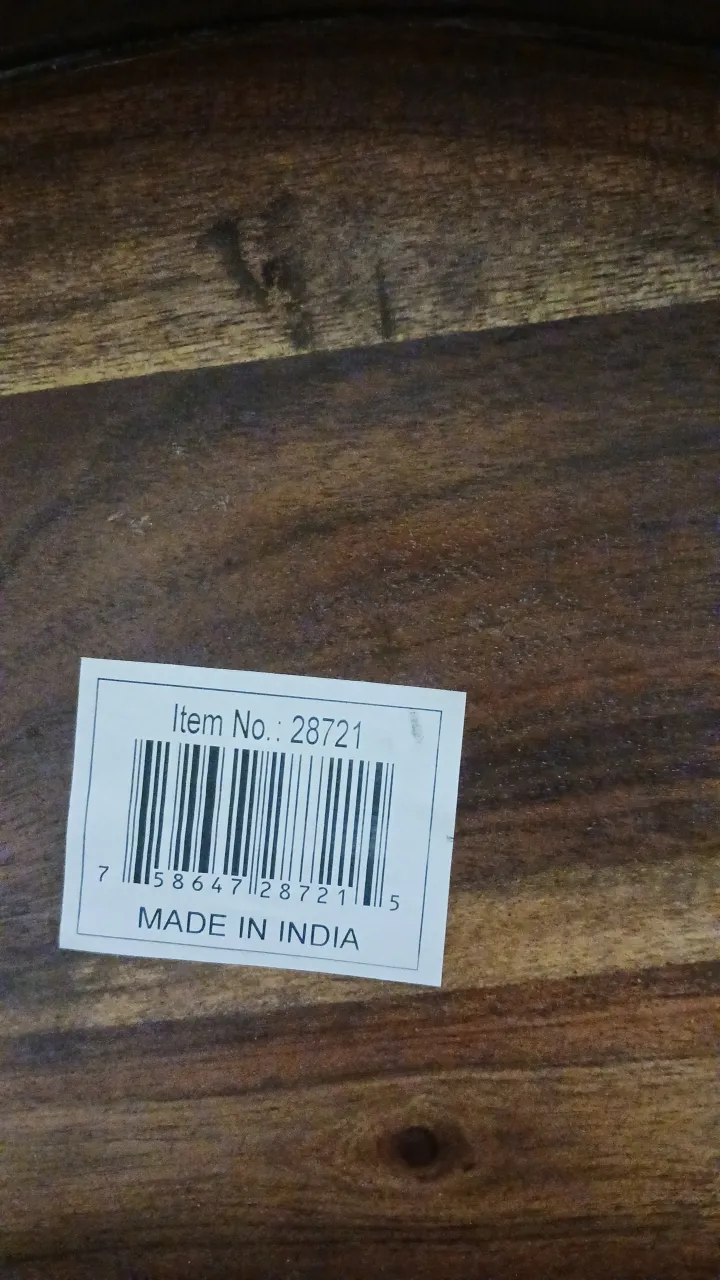 Item No.: 28721
7 58647 28721 5
MADE IN INDIA